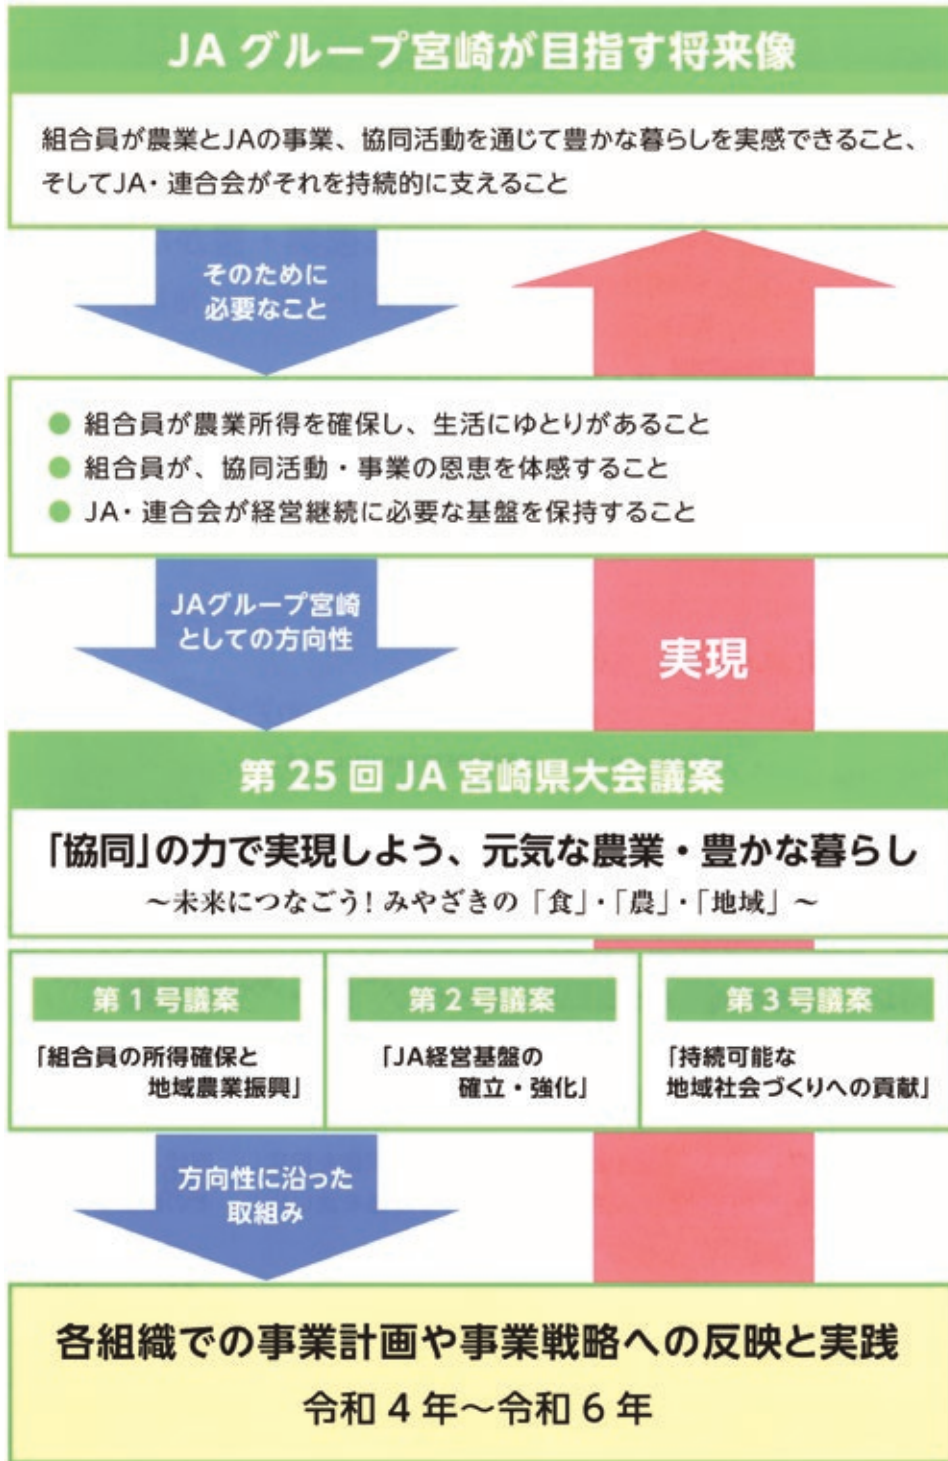 JAグループ宮崎が目指す将来像
組合員が農業とJAの事業、協同活動を通じて豊かな暮らしを実感できること、
そしてJA・連合会がそれを持続的に支えること
そのために
必要なこと
● 組合員が農業所得を確保し、生活にゆとりがあること
● 組合員が、協同活動・事業の恩恵を体感すること
● JA・連合会が経営継続に必要な基盤を保持すること
JAグループ宮崎
としての方向性
実現
第25回JA宮崎県大会議案
「協同」の力で実現しよう、元気な農業・豊かな暮らし
～未来につなごう! みやざきの「食」・「農」・「地域」～
第1号議案
「組合員の所得確保と
地域農業振興」
第2号議案
「JA経営基盤の
確立・強化」
第3号議案
「持続可能な
地域社会づくりへの貢献」
方向性に沿った
取組み
各組織での事業計画や事業戦略への反映と実践
令和4年～令和6年